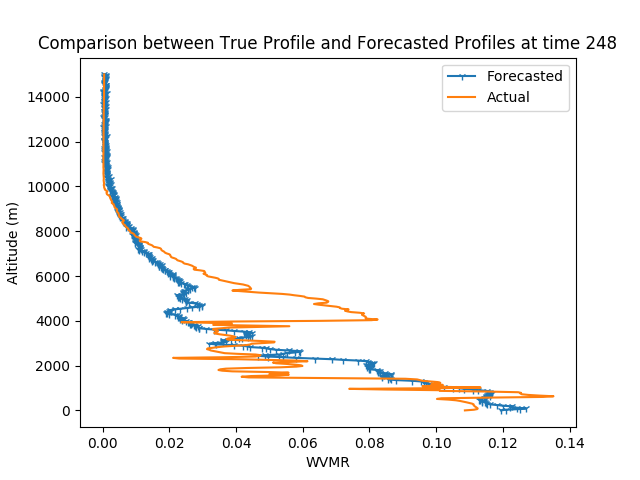 Comparison between True Profile and Forecasted Profiles at time 248
Forecasted
Actual
14000
12000
10000
8000
6000
4000
2000
0
Altitude (m)
0.00 0.02 0.04 0.06 0.08 0.10 0.12 0.14
WVMR